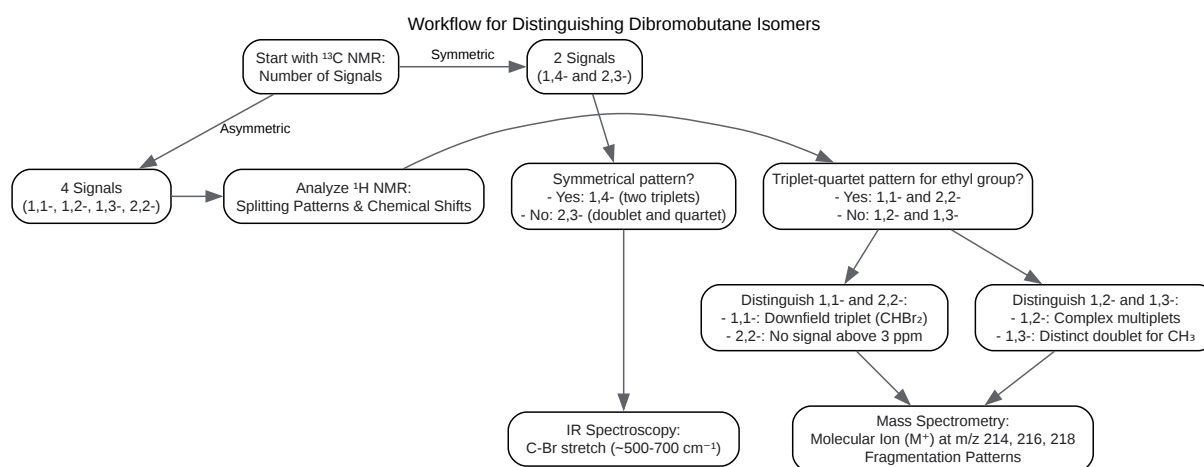 Workflow for Distinguishing Dibromobutane Isomers
Start with ¹³C NMR:
Number of Signals
Symmetric
2 Signals
(1,4- and 2,3-)
Asymmetric
4 Signals
(1,1-, 1,2-, 1,3-, 2,2-)
Analyze ¹H NMR:
Splitting Patterns & Chemical Shifts
Symmetrical pattern?
- Yes: 1,4- (two triplets)
- No: 2,3- (doublet and quartet)
Triplet-quartet pattern for ethyl group?
- Yes: 1,1- and 2,2-
- No: 1,2- and 1,3-
Distinguish 1,1- and 2,2-:
- 1,1-: Downfield triplet (CHBr₂)
- 2,2-: No signal above 3 ppm
Distinguish 1,2- and 1,3-:
- 1,2-: Complex multiplets
- 1,3-: Distinct doublet for CH₃
IR Spectroscopy:
C-Br stretch (~500-700 cm⁻¹)
Mass Spectrometry:
Molecular Ion (M⁺) at m/z 214, 216, 218
Fragmentation Patterns